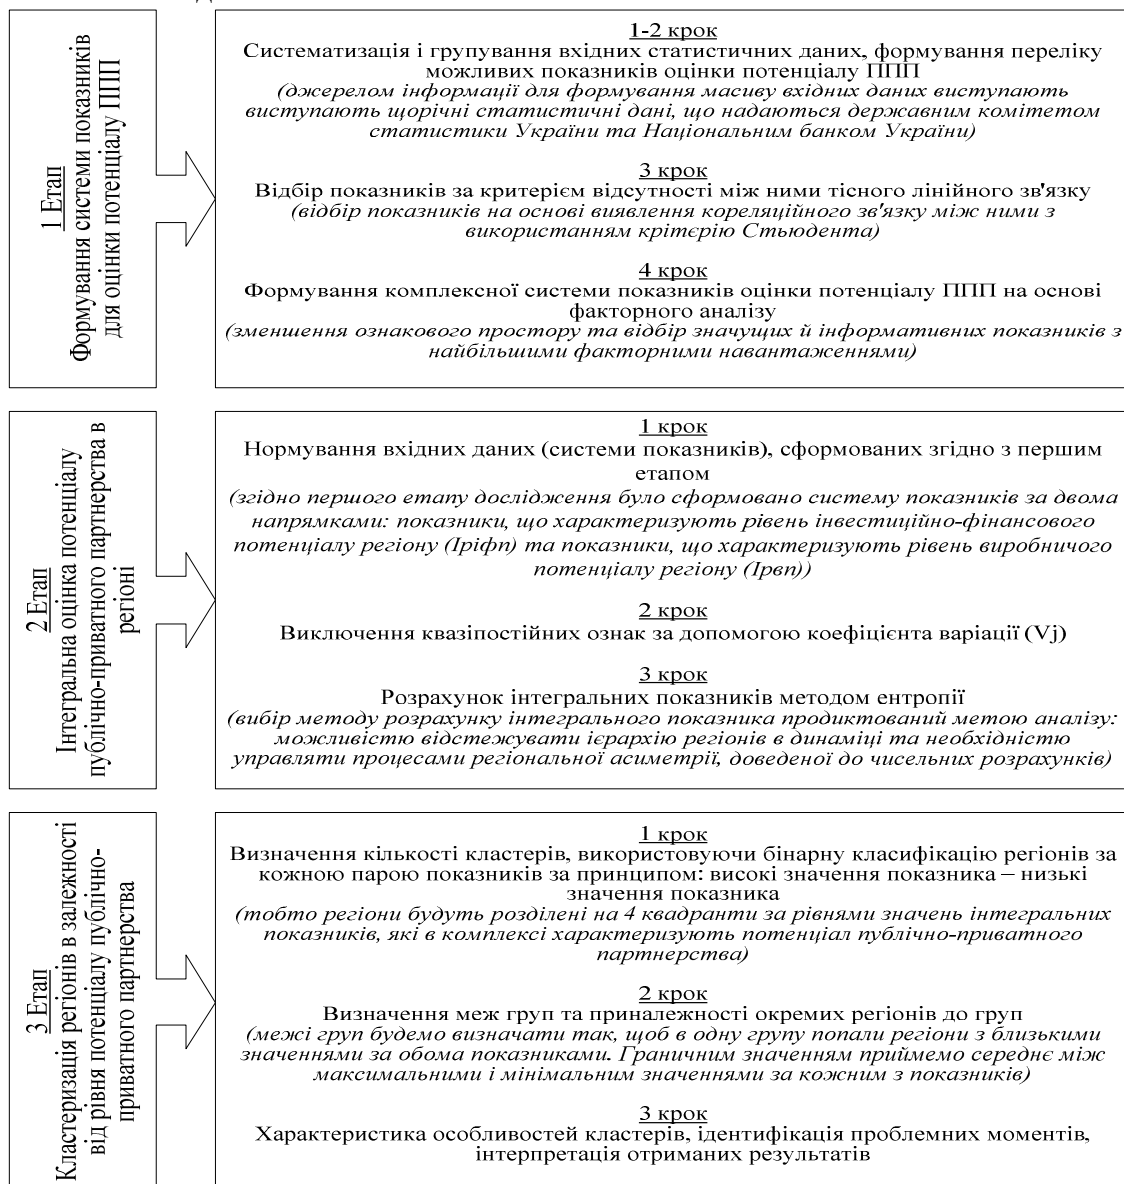 1 Етап
Формування системи показників
для оцінки потенціалу ППП
1-2 крок
Систематизація і групування вхідних статистичних даних, формування переліку
можливих показників оцінки потенціалу ППП
(джерелом інформації для формування масиву вхідних даних виступають
виступають щорічні статистичні дані, що надаються державним комітетом
статистики України та Національним банком України)
3 крок
Відбір показників за критерієм відсутності між ними тісного лінійного зв'язку
(відбір показників на основі виявлення кореляційного зв'язку між ними з
використанням крітєрію Стьюдента)
4 крок
Формування комплексної системи показників оцінки потенціалу ППП на основі
факторного аналізу
(зменшення ознакового простору та відбір значущих й інформативних показників з
найбільшими факторними навантаженнями)
2 Етап
Інтегральна оцінка потенціалу
публічно-приватного партнерства в
регіоні
1 крок
Нормування вхідних даних (системи показників), сформованих згідно з першим
етапом
(згідно першого етапу дослідження було сформовано систему показників за двома
напрямками: показники, що характеризують рівень інвестиційно-фінансового
потенціалу регіону (Іріфп) та показники, що характеризують рівень виробничого
потенціалу регіону (Ірвп))
2 крок
Виключення квазіпостійних ознак за допомогою коефіцієнта варіації (Vj)
3 крок
Розрахунок інтегральних показників методом ентропії
(вибір методу розрахунку інтегрального показника продиктований метою аналізу:
можливістю відстежувати ієрархію регіонів в динаміці та необхідністю
управляти процесами регіональної асиметрії, доведеної до чисельних розрахунків)
3 Етап
Кластеризація регіонів в залежності
від рівня потенціалу публічно-
приватного партнерства
1 крок
Визначення кількості кластерів, використовуючи бінарну класифікацію регіонів за
кожною парою показників за принципом: високі значення показника – низькі
значення показника
(тобто регіони будуть розділені на 4 квадранти за рівнями значень інтегральних
показників, які в комплексі характеризують потенціал публічно-приватного
партнерства)
2 крок
Визначення меж груп та приналежності окремих регіонів до груп
(межі груп будемо визначати так, щоб в одну групу попали регіони з близькими
значеннями за обома показниками. Граничним значенням приймемо середнє між
максимальними і мінімальним значеннями за кожним з показників)
3 крок
Характеристика особливостей кластерів, ідентифікація проблемних моментів,
інтерпретація отриманих результатів